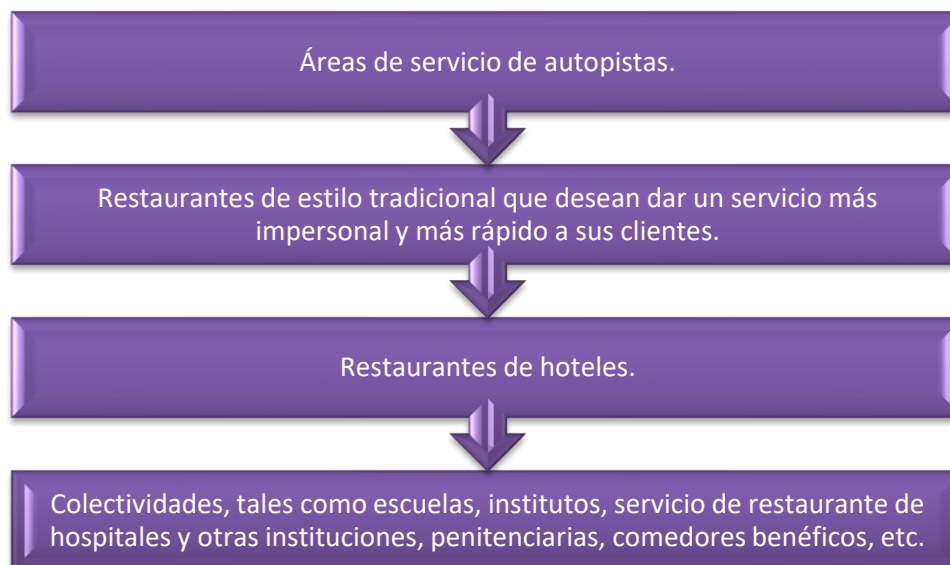 Áreas de servicio de autopistas.
Restaurantes de estilo tradicional que desean dar un servicio más
impersonal y más rápido a sus clientes.
Restaurantes de hoteles.
Colectividades, tales como escuelas, institutos, servicio de restaurante de
hospitales y otras instituciones, penitenciarias, comedores benéficos, etc.